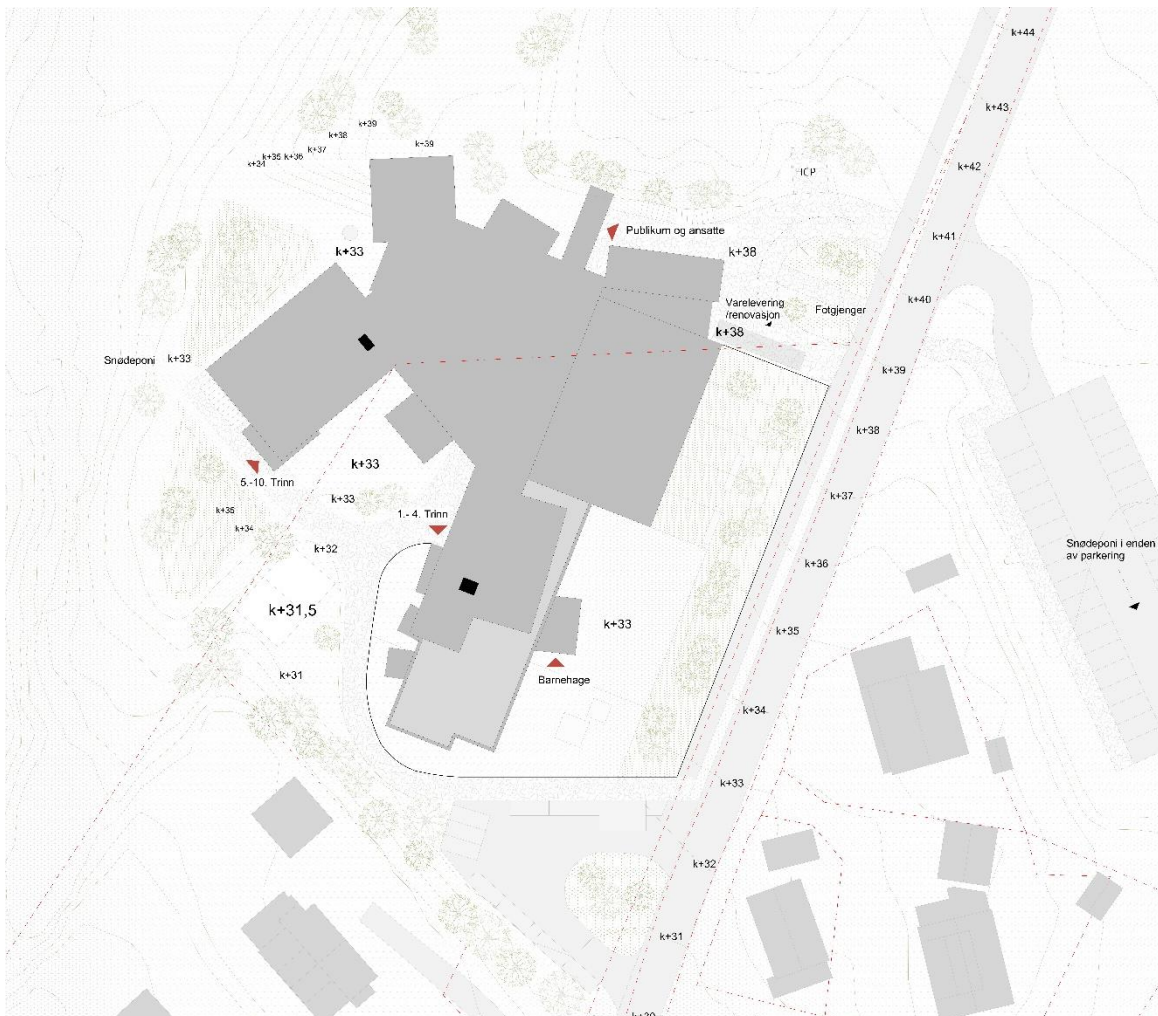 k+44
k+43
k+42
k+41
k+40
k+39
k+38
k+37
k+36
k+35
k+34
k+33
k+32
k+31
k+30
k+39
k+38
k+37
k+36
k+35
k+34
k+39
HCP
k+33
Publikum og ansatte
k+38
Varelevering
/renovasjon
Fotgjenger
k+38
Snødeponi
k+33
5.-10. Trinn
k+33
k+33
1.- 4. Trinn
k+35
k+34
k+32
k+31,5
k+31
k+33
Barnehage
Snødeponi i enden
av parkering